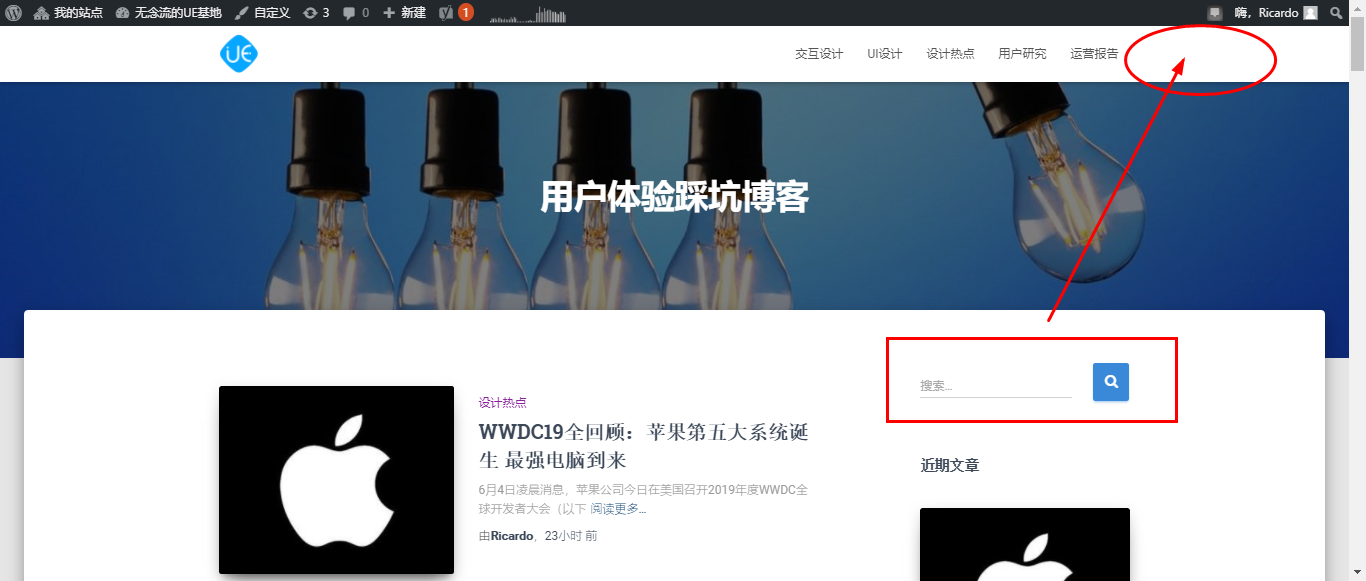 我的站点 无念流的UE基地 自定义 3 0 新建 1 嗨，Ricardo
UE 交互设计 UI设计 设计热点 用户研究 运营报告
用户体验踩坑博客
搜索...
设计热点
WWDC19全回顾：苹果第五大系统诞
生 最强电脑到来
6月4日凌晨消息，苹果公司今日在美国召开2019年度WWDC全
球开发者大会（以下 阅读更多...
由Ricardo，23小时 前
近期文章